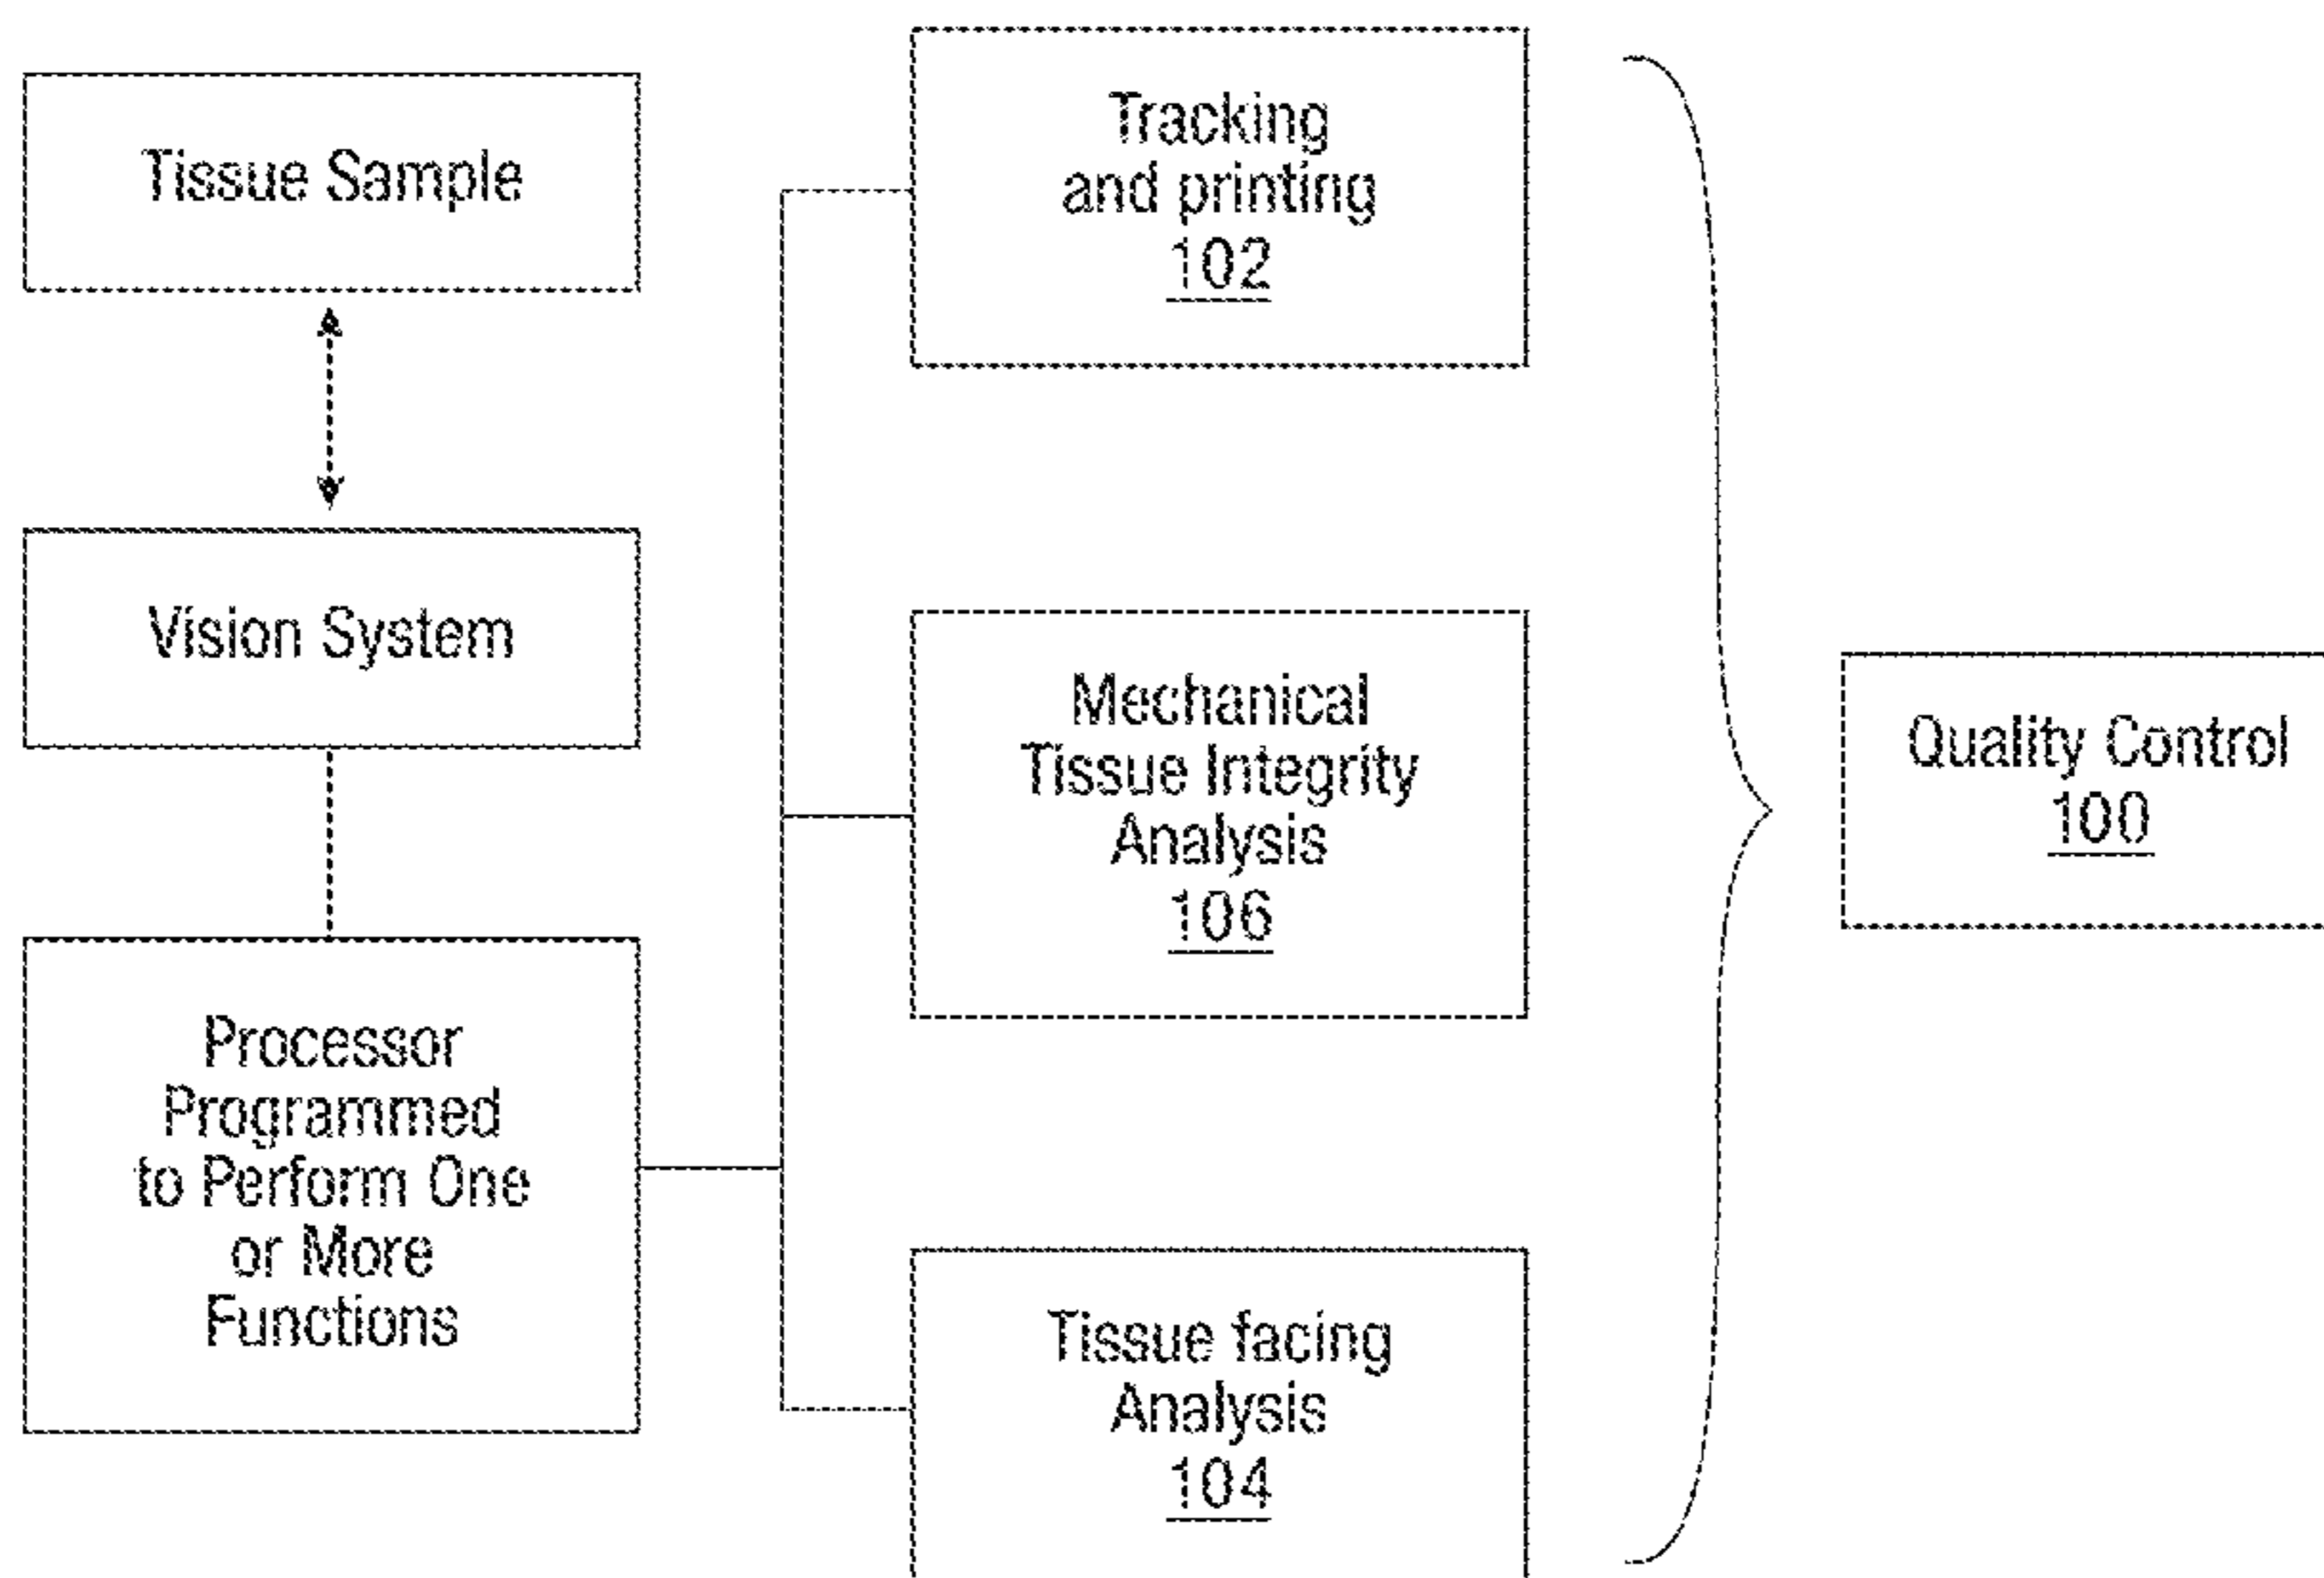 Tissue Sample
Vision System
Processor
Programmed
to Perform One
or More
Functions
Tracking
and printing
102
Mechanical
Tissue Integrity
Analysis
106
Tissue facing
Analysis
104
Quality Control
100